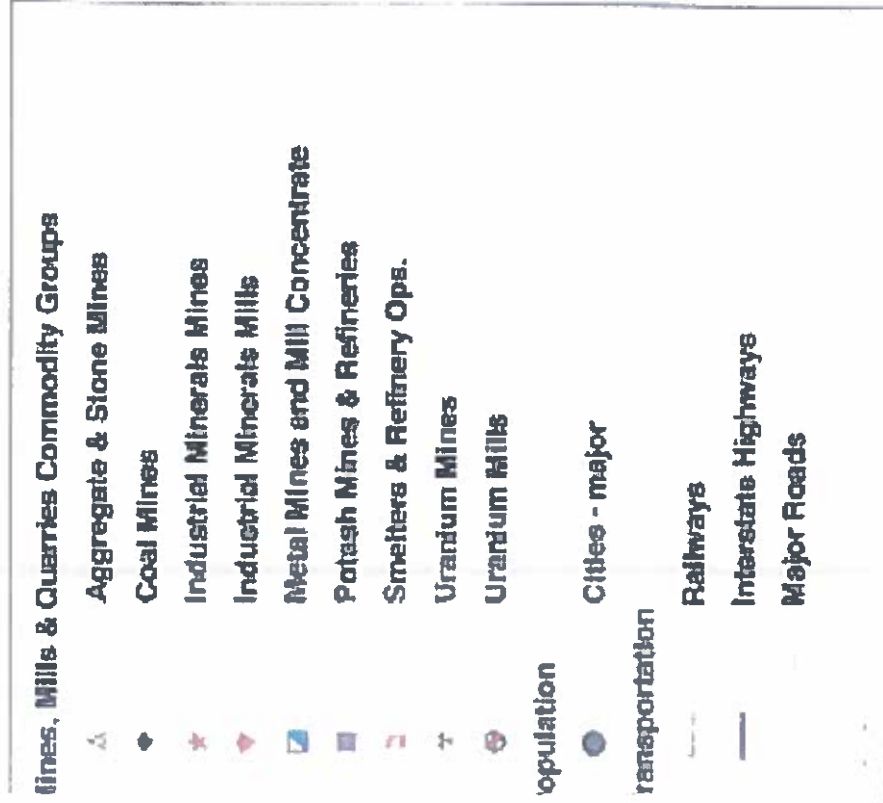 lines, Mills & Quarries Commodity Groups
Aggregate & Stone Mines
Coal Mines
Industrial Minerals Mines
Industrial Minerals Mills
Metal Mines and Mill Concentrate
Potash Mines & Refineries
Smelters & Refinery Ops.
Uranium Mines
Uranium Mills
opulation
Cities - major
ransportation
Railways
Interstate Highways
Major Roads